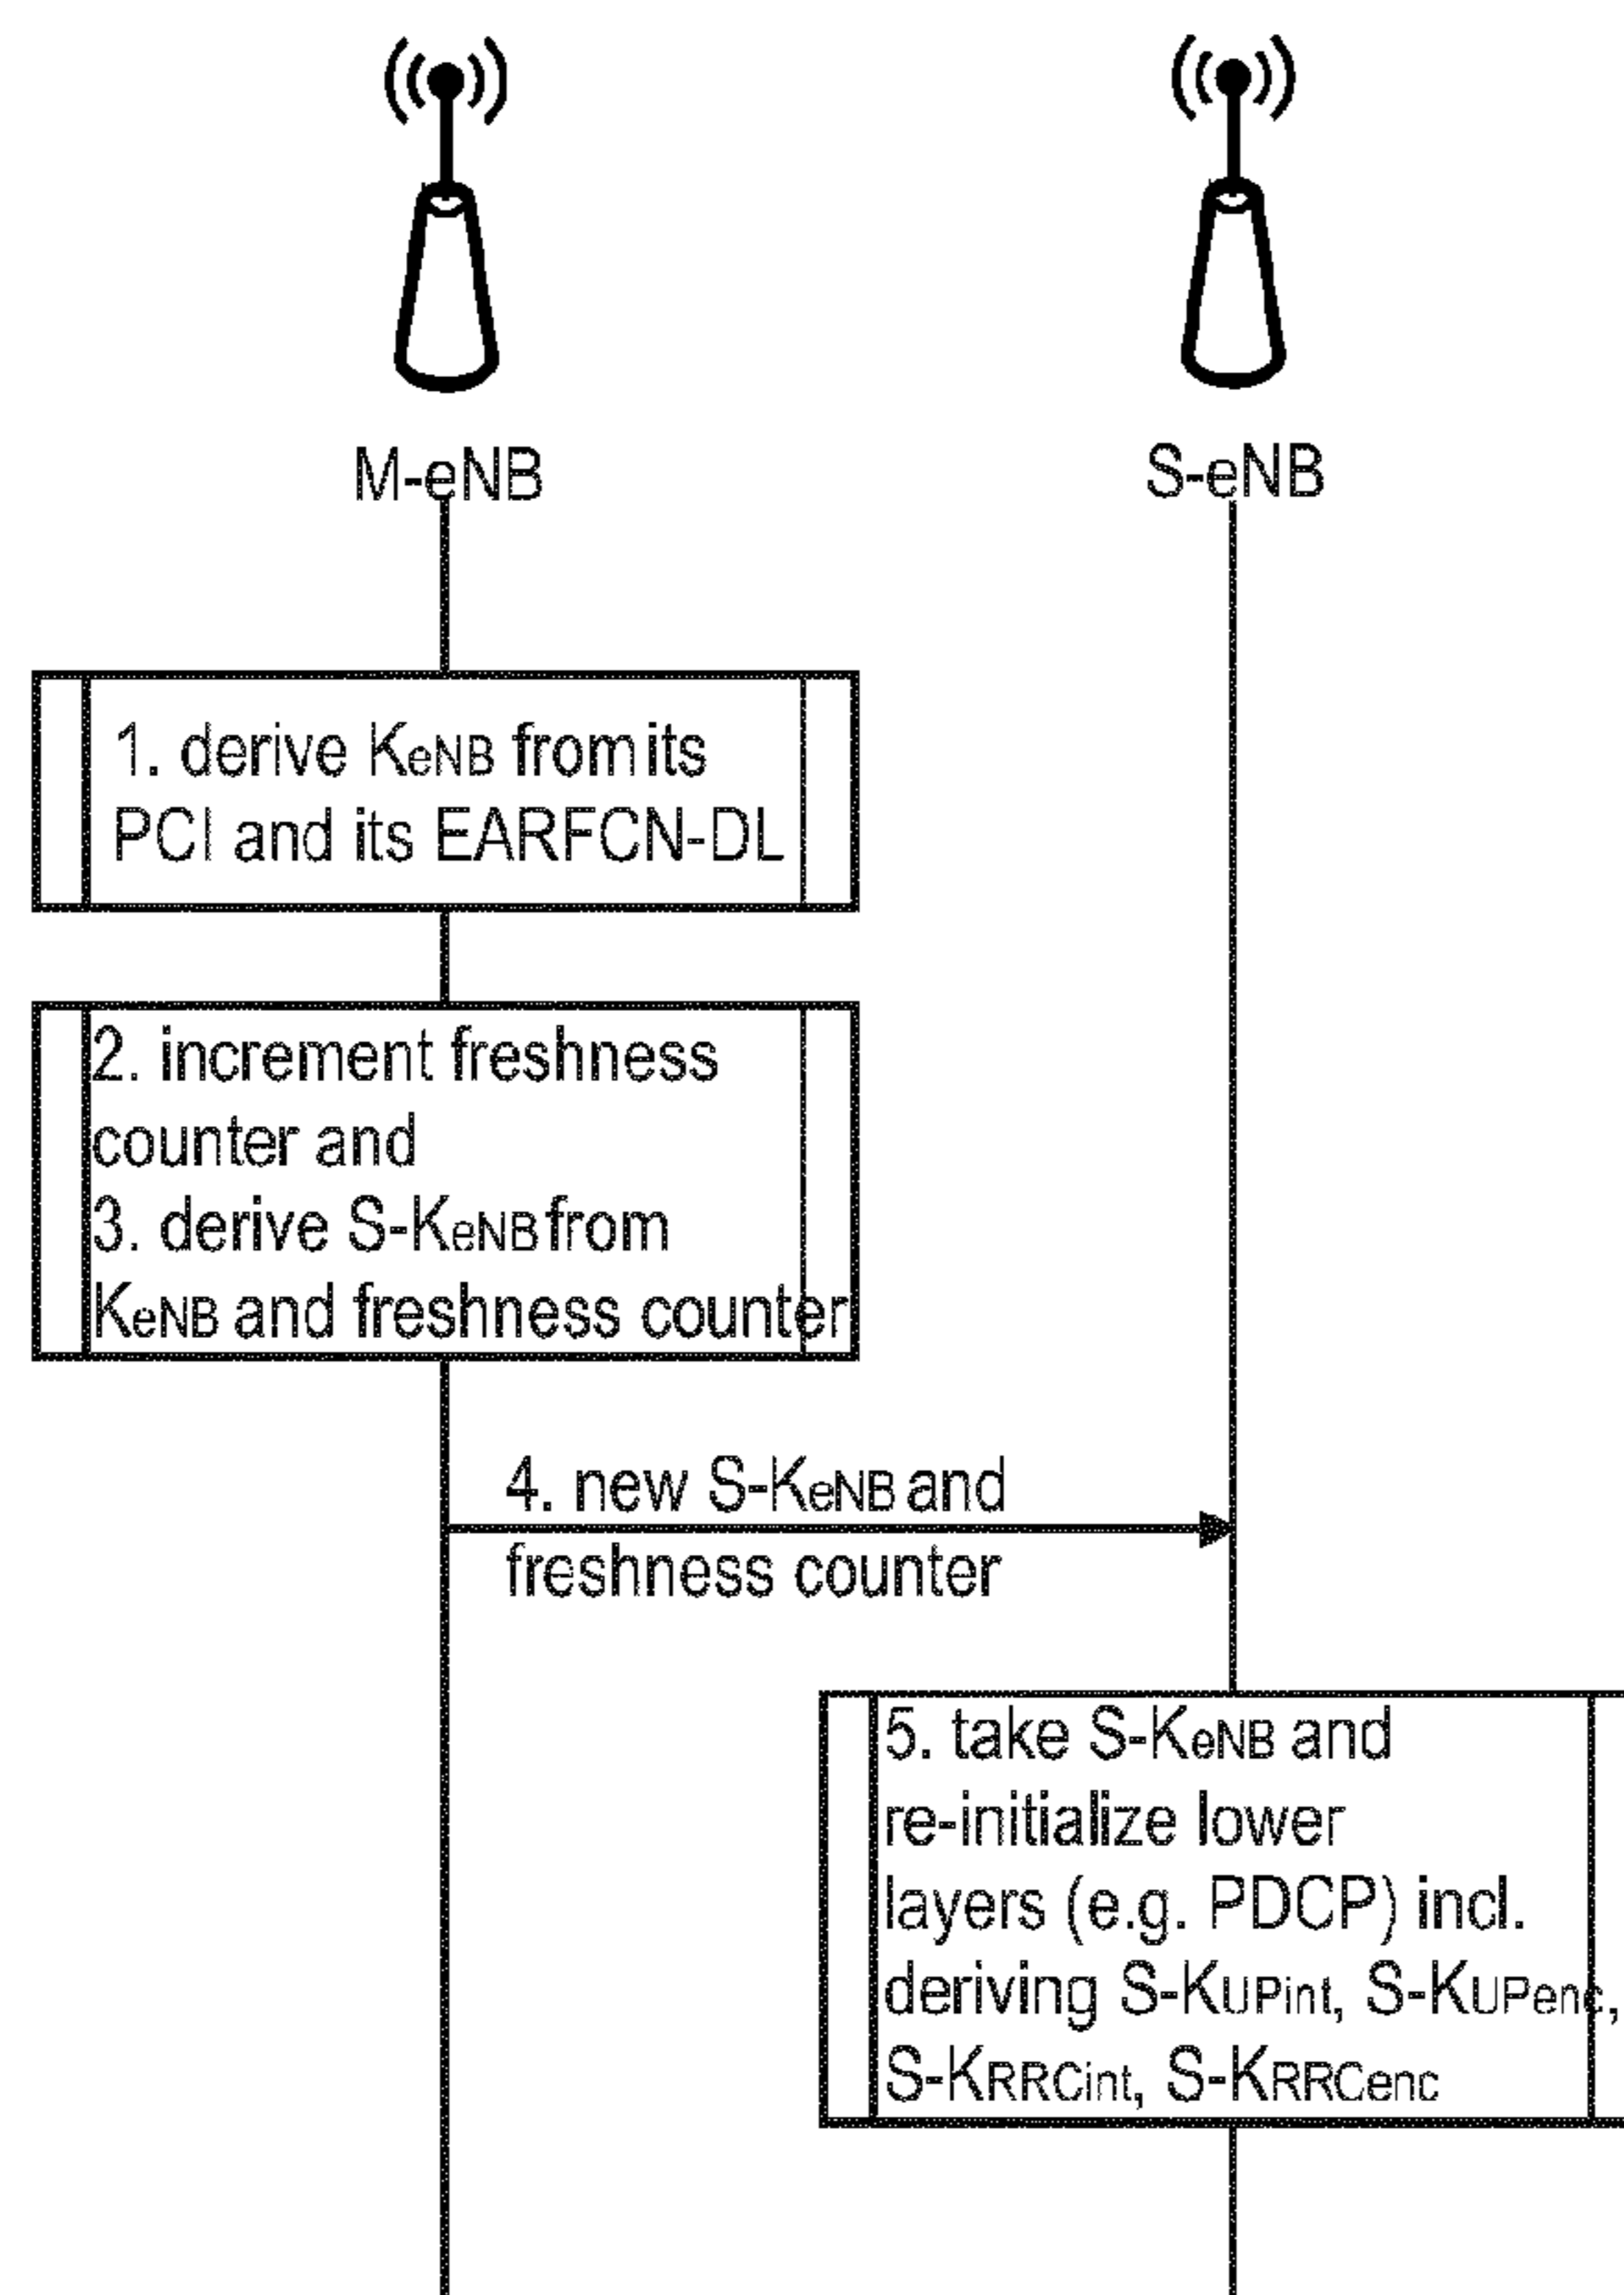 M-eNB
S-eNB
1. derive KeNB from its
PCI and its EARFCN-DL
2. increment freshness
counter and
3. derive S-KeNB from
KeNB and freshness counter
4. new S-KeNB and
freshness counter
5. take S-KeNB and
re-initialize lower
layers (e.g. PDCP) incl.
deriving S-KUPint, S-KUPenc,
S-KRRCint, S-KRRCenc